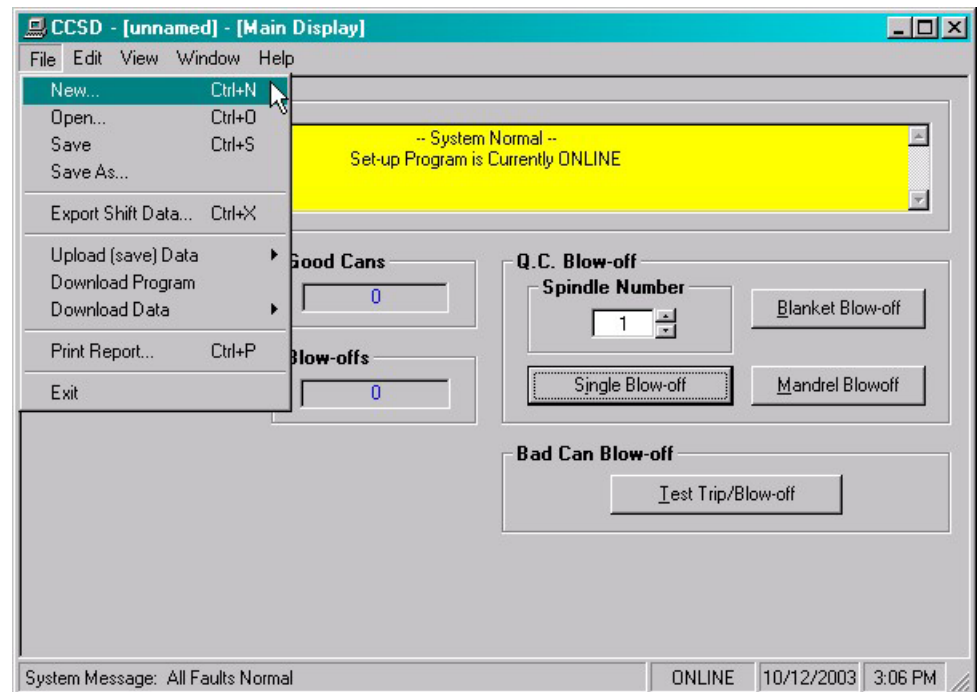 CCSD - [unnamed] - [Main Display]
File Edit View Window Help
New... Ctrl+N
Open... Ctrl+O
Save Ctrl+S
Save As...
Export Shift Data... Ctrl+X
Upload (save) Data
Download Program
Download Data
Print Report... Ctrl+P
Exit
-- System Normal --
Set-up Program is Currently ONLINE
Good Cans
0
Blow-offs
0
Q.C. Blow-off
Spindle Number
1
Blanket Blow-off
Single Blow-off
Mandrel Blowoff
Bad Can Blow-off
Test Trip/Blow-off
System Message: All Faults Normal
ONLINE
10/12/2003
3:06 PM